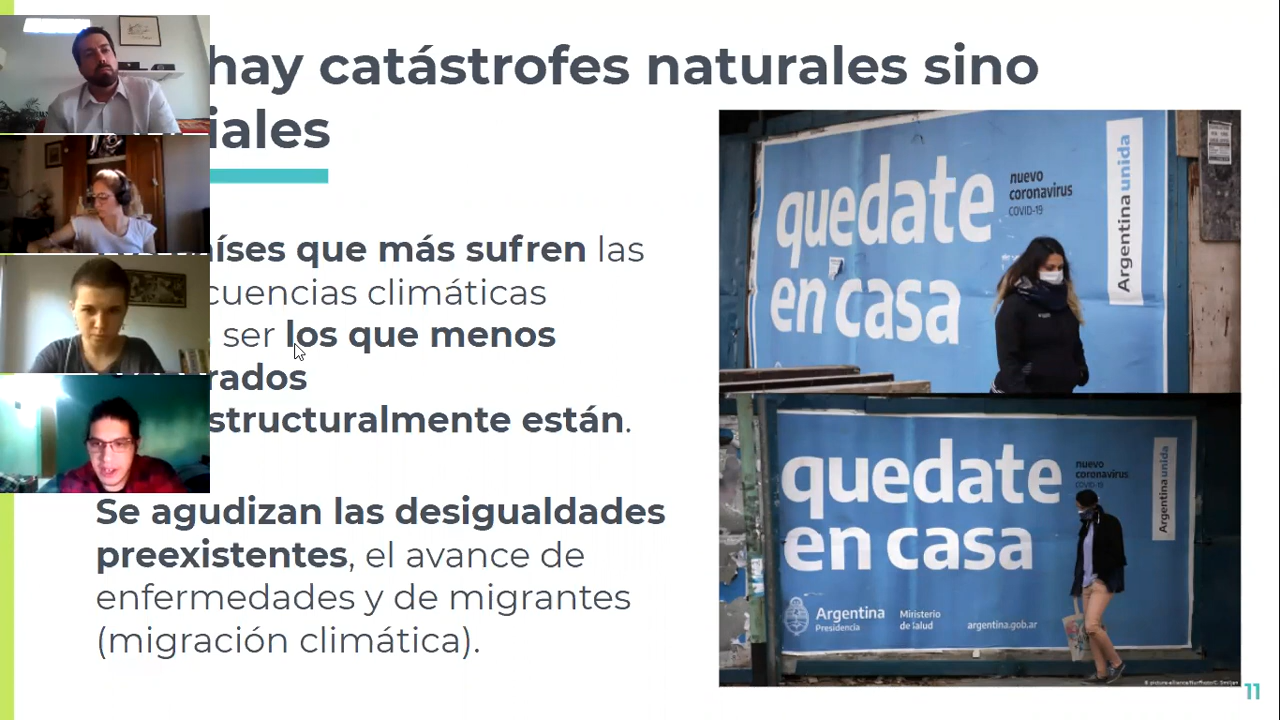 hay catástrofes naturales sino
iales
aíses que más sufren las
cuencias climáticas
ser los que menos
rados
structuralmente están.
Se agudizan las desigualdades
preexistentes, el avance de
enfermedades y de migrantes
(migración climática).
quedate
en casa
nuevo
coronavirus
COVID-19
Argentina unida
quedate
en casa
nuevo
coronavirus
COVID-19
Argentina unida
Argentina
Presidencia
Ministerio
de Salud
argentina.gob.ar
11